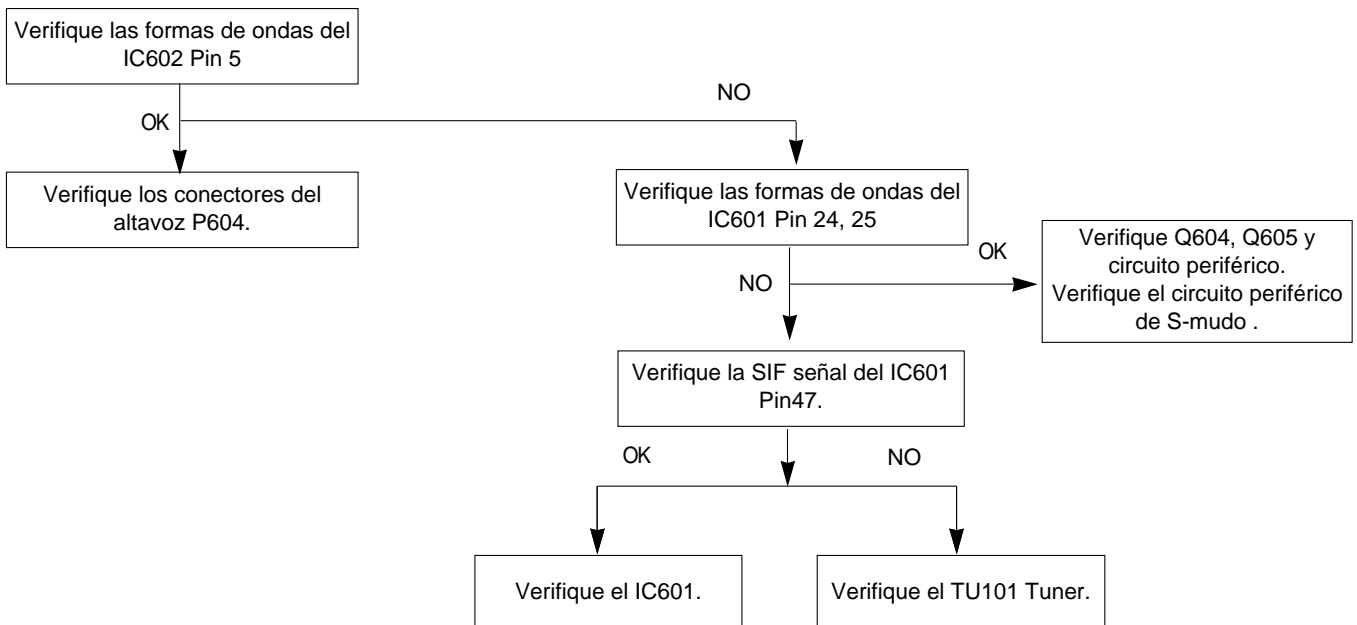 Verifique las formas de ondas del
IC602 Pin 5
NO
OK
Verifique los conectores del
altavoz P604.
Verifique las formas de ondas del
IC601 Pin 24, 25
OK
Verifique Q604, Q605 y
circuito periférico.
Verifique el circuito periférico
de S-mudo .
NO
Verifique la SIF señal del IC601
Pin47.
OK
NO
Verifique el IC601.
Verifique el TU101 Tuner.